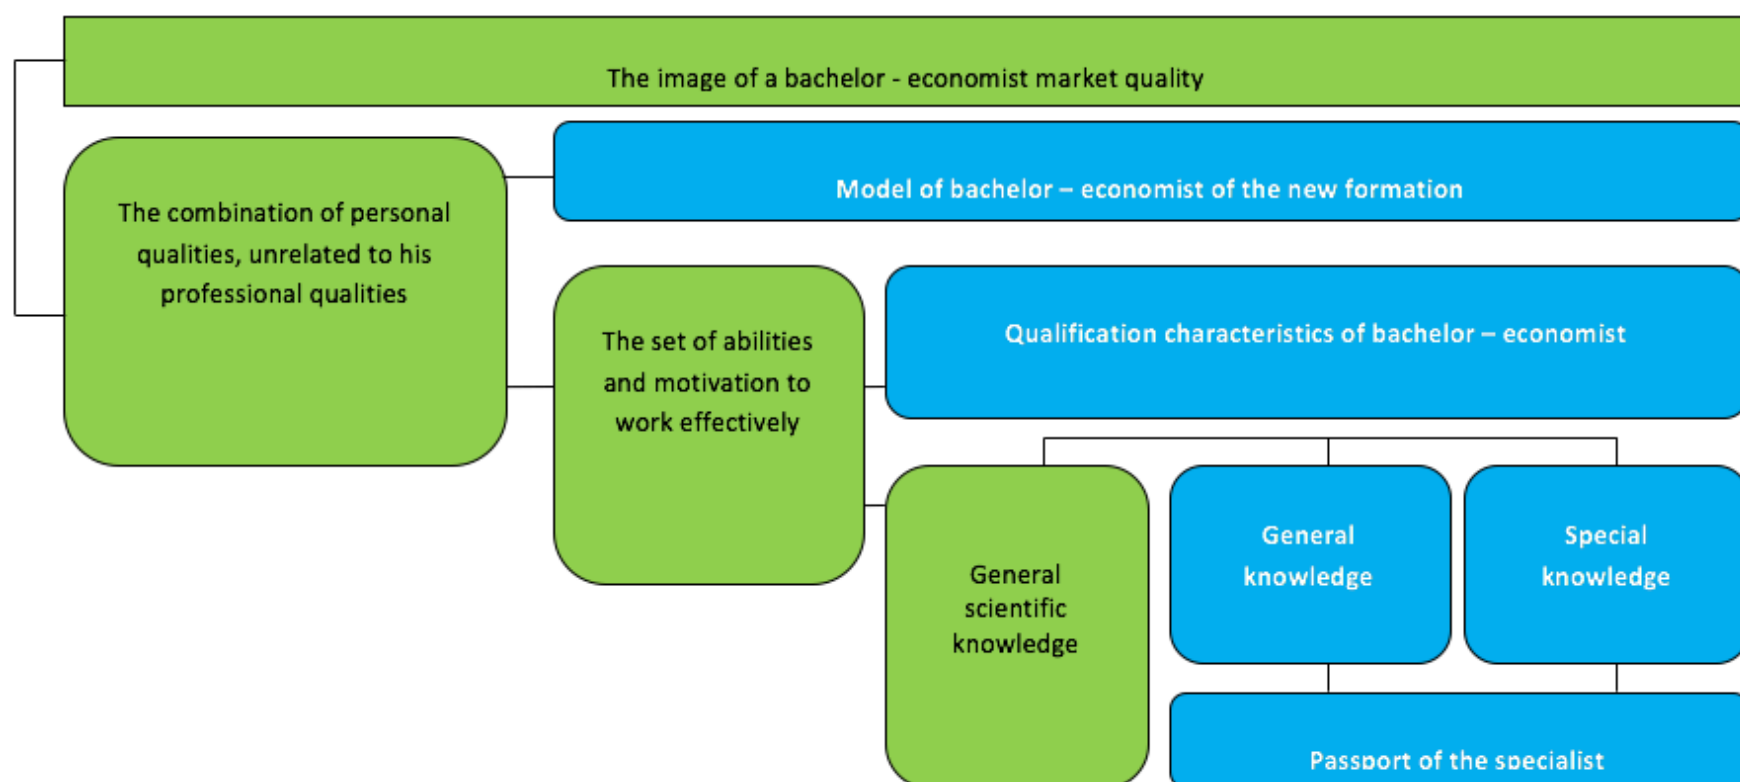 The image of a bachelor - economist market quality
Model of bachelor – economist of the new formation
The combination of personal
qualities, unrelated to his
professional qualities
Qualification characteristics of bachelor – economist
The set of abilities
and motivation to
work effectively
General
scientific
knowledge
General
knowledge
Special
knowledge
Passport of the specialist